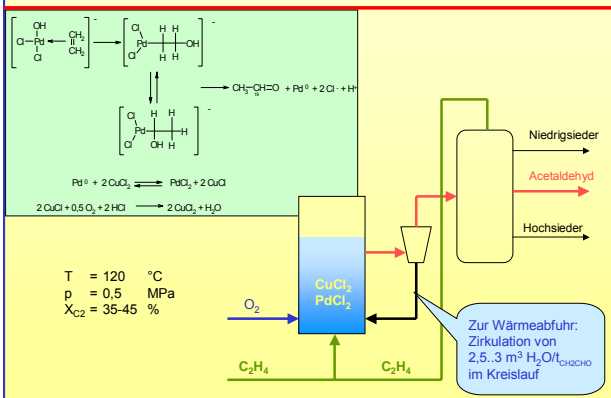 OH
Cl
Pd
Cl
CH2
CH2
-
Cl
Cl
Pd
H
H
OH
H
H
-
Cl
Cl
Pd
H
H
H
OH
H
-
CH3-CH=O + Pd0 + 2 Cl- + H+
Pd0 + 2 CuCl2 ⇌ PdCl2 + 2 CuCl
2 CuCl + 0,5 O2 + 2 HCl → 2 CuCl2 + H2O
Niedrigsieder
Acetaldehyd
Hochsieder
T = 120 °C
p = 0,5 MPa
XC2 = 35-45 %
CuCl2
PdCl2
O2
C2H4
C2H4
Zur Wärmeabfuhr:
Zirkulation von
2,5..3 m³ H2O/tCH2CHO
im Kreislauf